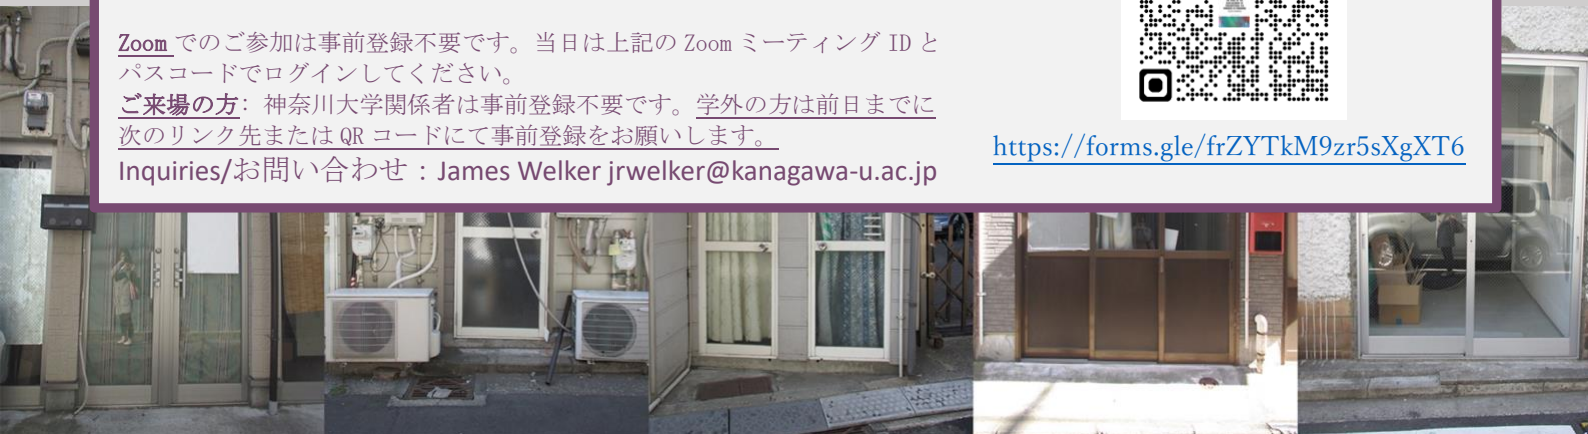 Zoom でのご参加は事前登録不要です。当日は上記の Zoom ミーティング ID と
パスコードでログインしてください。
ご来場の方: 神奈川大学関係者は事前登録不要です。学外の方は前日までに
次のリンク先または QR コードにて事前登録をお願いします。
Inquiries/お問い合わせ：James Welker jrwelker@kanagawa-u.ac.jp
https://forms.gle/frZYTkM9zr5sXgXT6